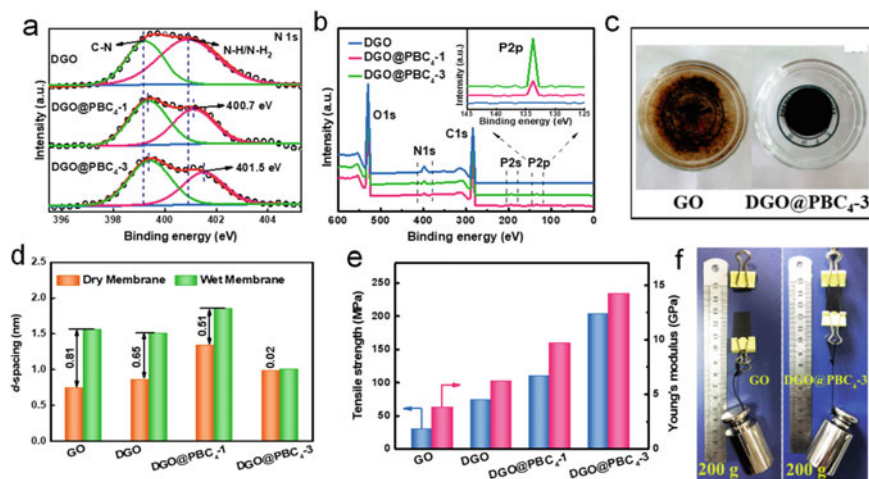 a
N 1s
DGO
C-N
N-H/N-H₂
DGO@PBC₄-1
400.7 eV
DGO@PBC₄-3
401.5 eV
Intensity (a.u.)
396 398 400 402 404
Binding energy (eV)
b
DGO
DGO@PBC₄-1
DGO@PBC₄-3
P2p
Intensity (a.u.)
145 135 125
Binding energy (eV)
O1s
N1s
C1s
P2s P2p
Intensity (a.u.)
600 500 400 300 200 100 0
Binding energy (eV)
c
GO DGO@PBC₄-3
d
Dry Membrane Wet Membrane
d-spacing (nm)
2.5
2.0
1.5
1.0
0.5
0.0
0.81
0.65
0.51
0.02
GO DGO DGO@PBC₄-1 DGO@PBC₄-3
e
Tensile strength (MPa)
250
200
150
100
50
0
Young's modulus (GPa)
15
10
5
0
GO DGO DGO@PBC₄-1 DGO@PBC₄-3
f
GO
200 g
DGO@PBC₄-3
200 g